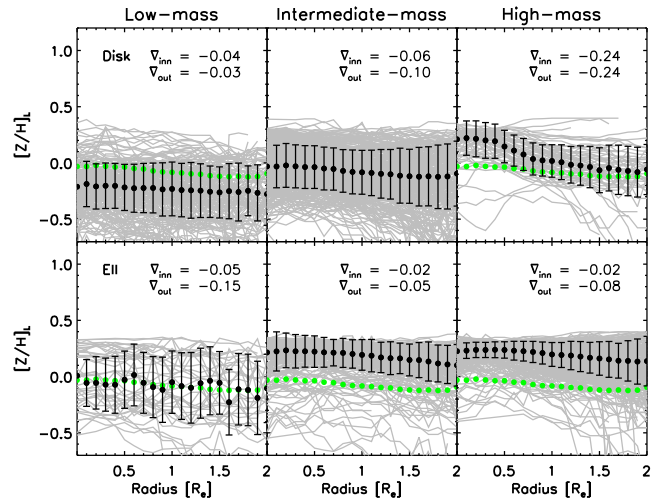 Low-mass Intermediate-mass High-mass
Disk ∇inn = -0.04 ∇out = -0.03
∇inn = -0.06 ∇out = -0.10
∇inn = -0.24 ∇out = -0.24
[Z/H]L
1.0
0.5
0.0
-0.5
Ell ∇inn = -0.05 ∇out = -0.15
∇inn = -0.02 ∇out = -0.05
∇inn = -0.02 ∇out = -0.08
[Z/H]L
1.0
0.5
0.0
-0.5
0.5 1 1.5 2 0.5 1 1.5 2 0.5 1 1.5 2
Radius [Re] Radius [Re] Radius [Re]